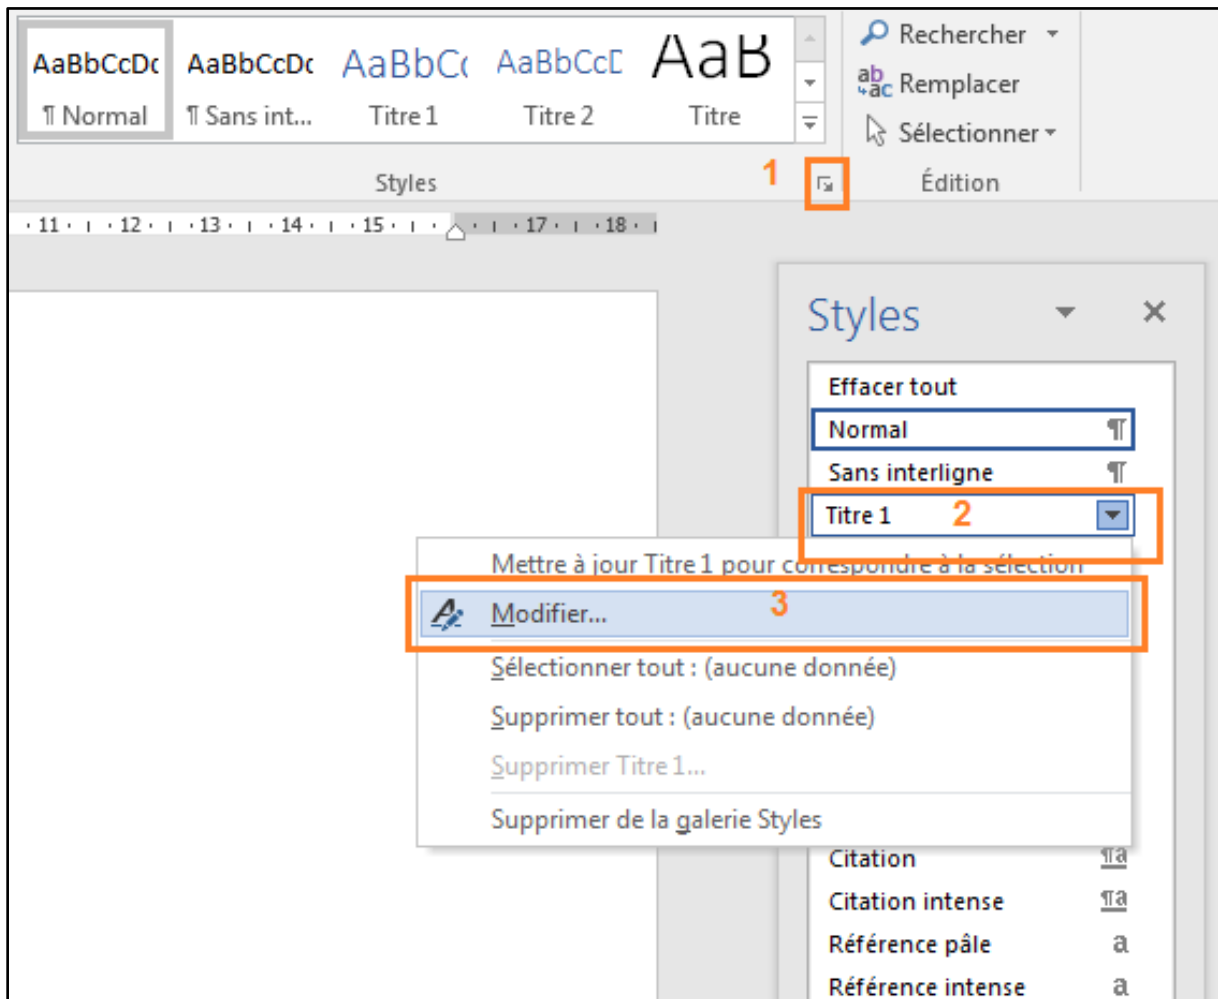 AaBbCcDc AaBbCcDc AaBbCc AaBbCcD AaB
¶ Normal ¶ Sans int... Titre 1 Titre 2 Titre
Rechercher
Remplacer
Sélectionner
Styles
1
Édition
11 12 13 14 15 17 18
Styles
Effacer tout
Normal ¶
Sans interligne ¶
Titre 1 2
Mettre à jour Titre 1 pour correspondre à la sélection
Modifier... 3
Sélectionner tout : (aucune donnée)
Supprimer tout : (aucune donnée)
Supprimer Titre 1...
Supprimer de la galerie Styles
Citation ¶a
Citation intense ¶a
Référence pâle a
Référence intense a